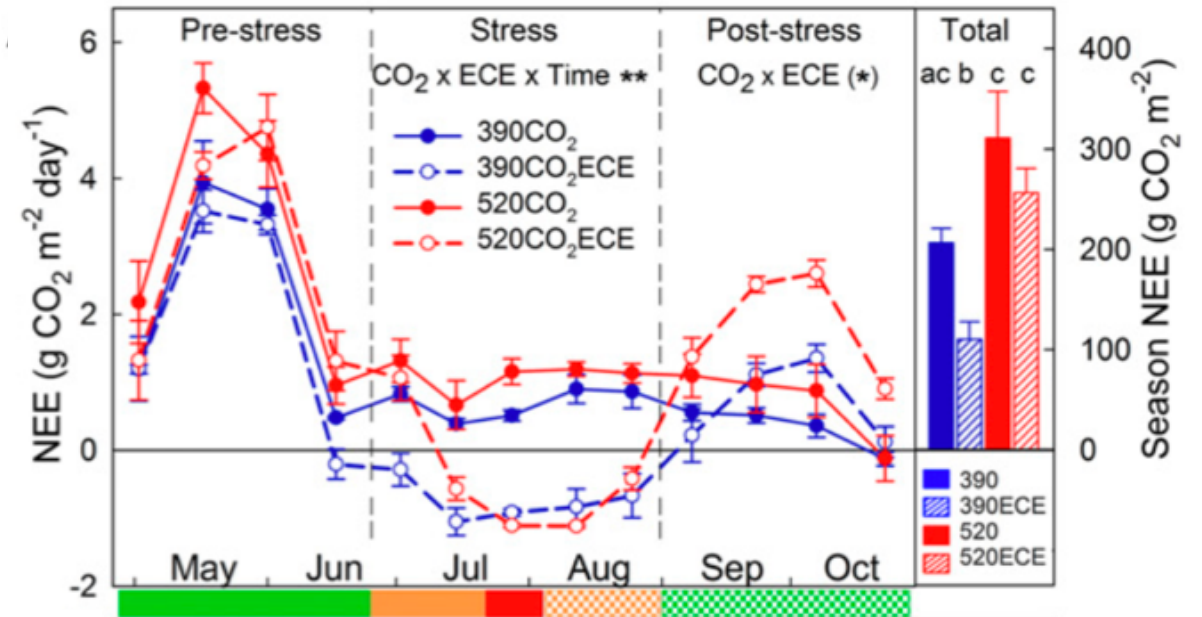 Pre-stress Stress Post-stress Total
CO₂ x ECE x Time ** CO₂ x ECE (*) ac b c c
390CO₂
390CO₂ECE
520CO₂
520CO₂ECE
NEE (g CO₂ m⁻² day⁻¹)
6
4
2
0
-2
Season NEE (g CO₂ m⁻²)
400
300
200
100
0
390
390ECE
520
520ECE
May Jun Jul Aug Sep Oct